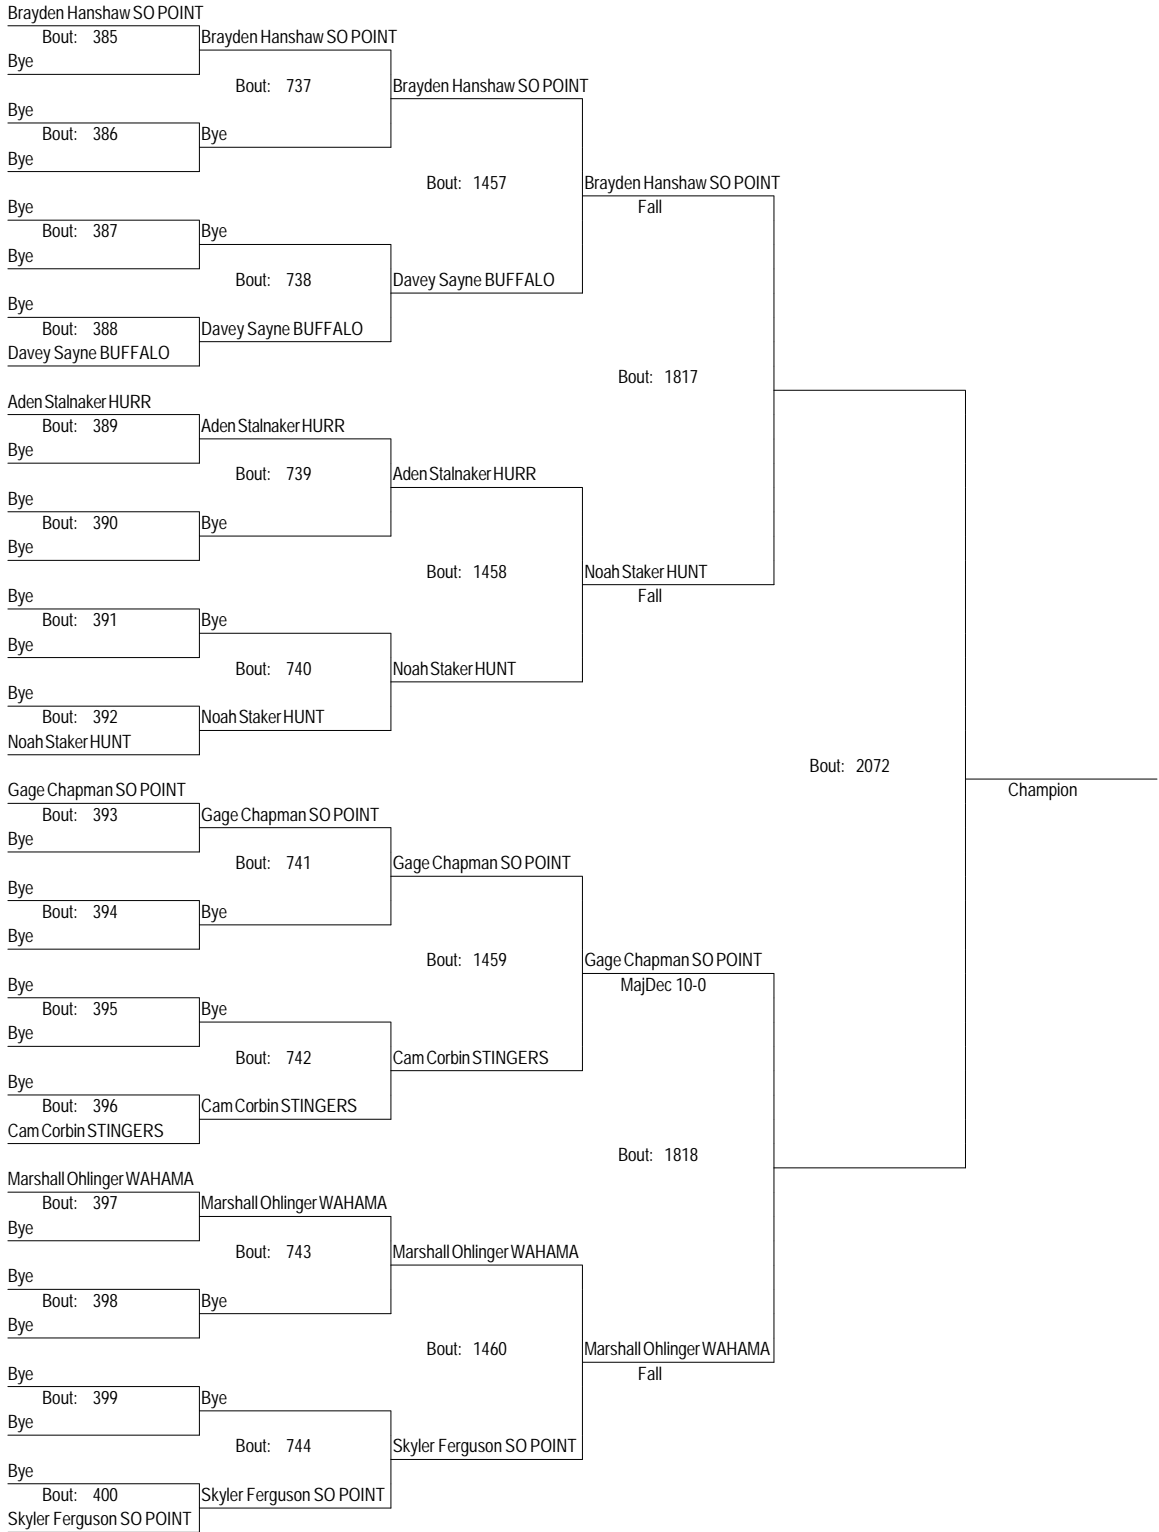 Brayden Hanshaw SO POINT
Bout: 385
Brayden Hanshaw SO POINT
Bye
Bout: 737
Brayden Hanshaw SO POINT
Bye
Bout: 386
Bye
Bye
Bout: 1457
Brayden Hanshaw SO POINT
Fall
Bye
Bout: 387
Bye
Bye
Bout: 738
Davey Sayne BUFFALO
Bye
Bout: 388
Davey Sayne BUFFALO
Davey Sayne BUFFALO
Bout: 1817
Aden Stalnaker HURR
Bout: 389
Aden Stalnaker HURR
Bye
Bout: 739
Aden Stalnaker HURR
Bye
Bout: 390
Bye
Bye
Bout: 1458
Noah Staker HUNT
Fall
Bye
Bout: 391
Bye
Bye
Bout: 740
Noah Staker HUNT
Bye
Bout: 392
Noah Staker HUNT
Noah Staker HUNT
Bout: 2072
Champion
Gage Chapman SO POINT
Bout: 393
Gage Chapman SO POINT
Bye
Bout: 741
Gage Chapman SO POINT
Bye
Bout: 394
Bye
Bye
Bout: 1459
Gage Chapman SO POINT
MajDec 10-0
Bye
Bout: 395
Bye
Bye
Bout: 742
Cam Corbin STINGERS
Bye
Bout: 396
Cam Corbin STINGERS
Cam Corbin STINGERS
Bout: 1818
Marshall Ohlinger WAHAMA
Bout: 397
Marshall Ohlinger WAHAMA
Bye
Bout: 743
Marshall Ohlinger WAHAMA
Bye
Bout: 398
Bye
Bye
Bout: 1460
Marshall Ohlinger WAHAMA
Fall
Bye
Bout: 399
Bye
Bye
Bout: 744
Skyler Ferguson SO POINT
Bye
Bout: 400
Skyler Ferguson SO POINT
Skyler Ferguson SO POINT